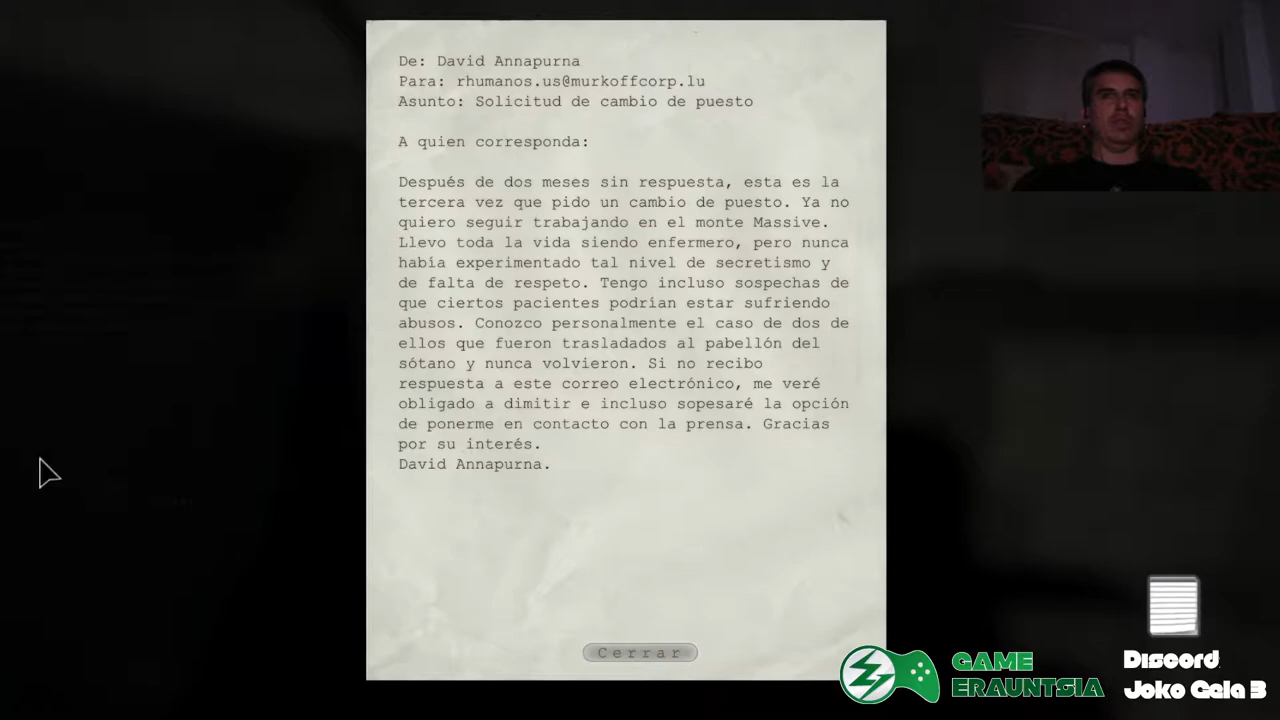 De: David Annapurna
Para: rhumanos.us@murkoffcorp.lu
Asunto: Solicitud de cambio de puesto
A quien corresponda:
Después de dos meses sin respuesta, esta es la
tercera vez que pido un cambio de puesto. Ya no
quiero seguir trabajando en el monte Massive.
Llevo toda la vida siendo enfermero, pero nunca
había experimentado tal nivel de secretismo y
de falta de respeto. Tengo incluso sospechas de
que ciertos pacientes podrían estar sufriendo
abusos. Conozco personalmente el caso de dos de
ellos que fueron trasladados al pabellón del
sótano y nunca volvieron. Si no recibo
respuesta a este correo electrónico, me veré
obligado a dimitir e incluso sopesaré la opción
de ponerme en contacto con la prensa. Gracias
por su interés.
David Annapurna.
Cerrar
GAME
ERAUNTSIA
Discord
Joko Gela 3